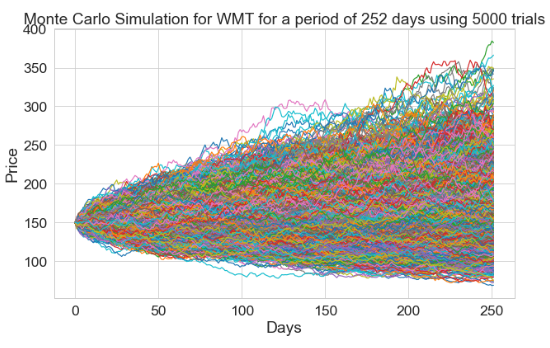 Monte Carlo Simulation for WMT for a period of 252 days using 5000 trials
400
350
300
250
200
150
100
Price
0 50 100 150 200 250
Days